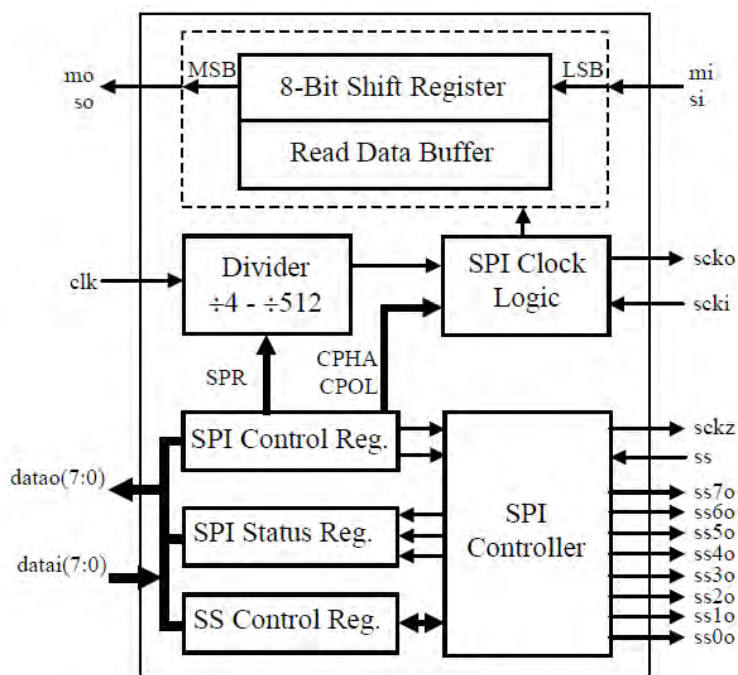 mo
so
MSB
8-Bit Shift Register
LSB
mi
si
Read Data Buffer
clk
Divider
÷4 - ÷512
SPI Clock
Logic
scko
scki
SPR
CPHA
CPOL
SPI Control Reg.
sckz
ss
datao(7:0)
SPI Status Reg.
SPI
Controller
ss7o
ss6o
ss5o
ss4o
ss3o
ss2o
ss1o
ss0o
datai(7:0)
SS Control Reg.